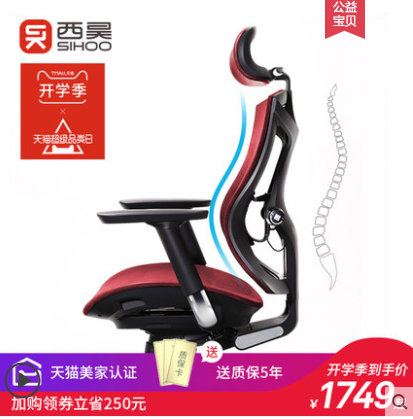 西昊
SIHOO
公益
宝贝
TMALL天猫
开学季
×
天猫超级品类日
送
质保卡
天猫美家认证
送质保5年
开学季到手价
加购领券立省250元
¥1749